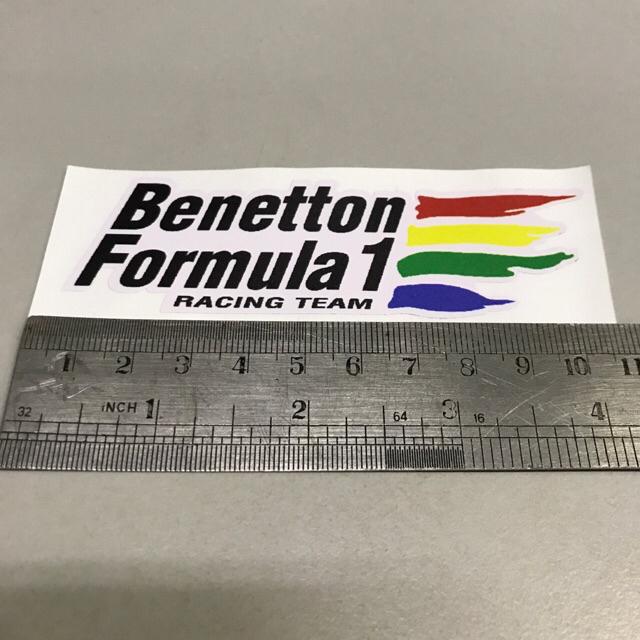 Benetton
Formula 1
RACING TEAM
1 2 3 4 5 6 7 8 9 10 11
32 INCH 1 2 64 3 16 4